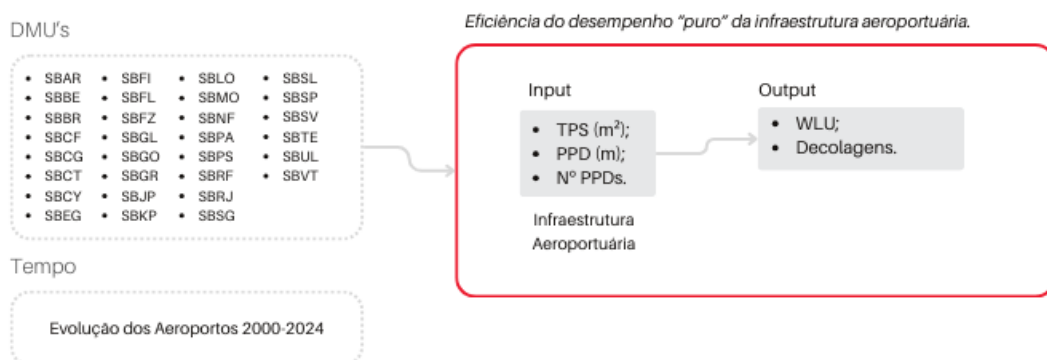 DMU's
• SBAR • SBFI • SBLO • SBSL
• SBBE • SBFL • SBMO • SBSP
• SBBR • SBFZ • SBNF • SBSV
• SBCF • SBGL • SBPA • SBTE
• SBCG • SBGO • SBPS • SBUL
• SBCT • SBGR • SBRF • SBVT
• SBCY • SBJP • SBRJ
• SBEG • SBKP • SBSG
Tempo
Evolução dos Aeroportos 2000-2024
Eficiência do desempenho “puro” da infraestrutura aeroportuária.
Input
• TPS (m²);
• PPD (m);
• Nº PPDs.
Infraestrutura
Aeroportuária
Output
• WLU;
• Decolagens.